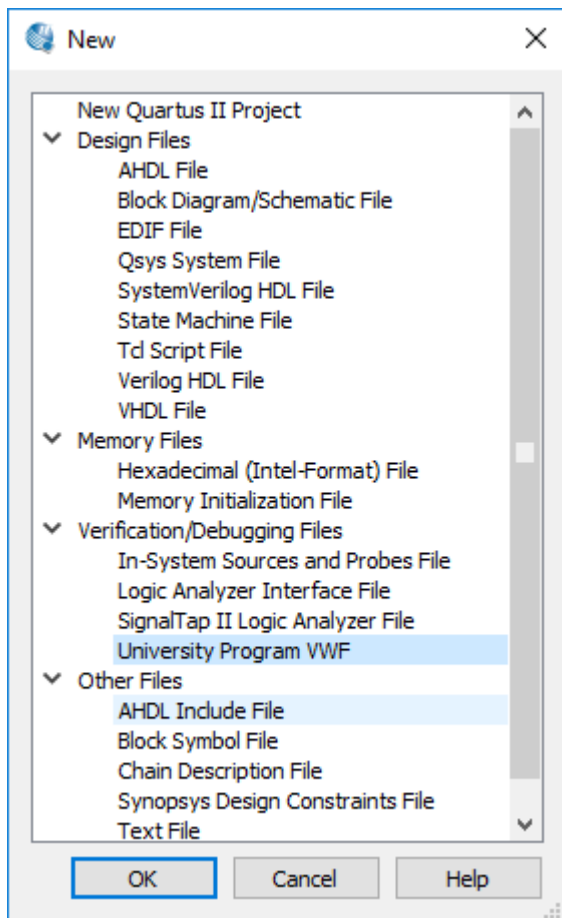 New
New Quartus II Project
Design Files
AHDL File
Block Diagram/Schematic File
EDIF File
Qsys System File
SystemVerilog HDL File
State Machine File
Tcl Script File
Verilog HDL File
VHDL File
Memory Files
Hexadecimal (Intel-Format) File
Memory Initialization File
Verification/Debugging Files
In-System Sources and Probes File
Logic Analyzer Interface File
SignalTap II Logic Analyzer File
University Program VWF
Other Files
AHDL Include File
Block Symbol File
Chain Description File
Synopsys Design Constraints File
Text File
OK Cancel Help